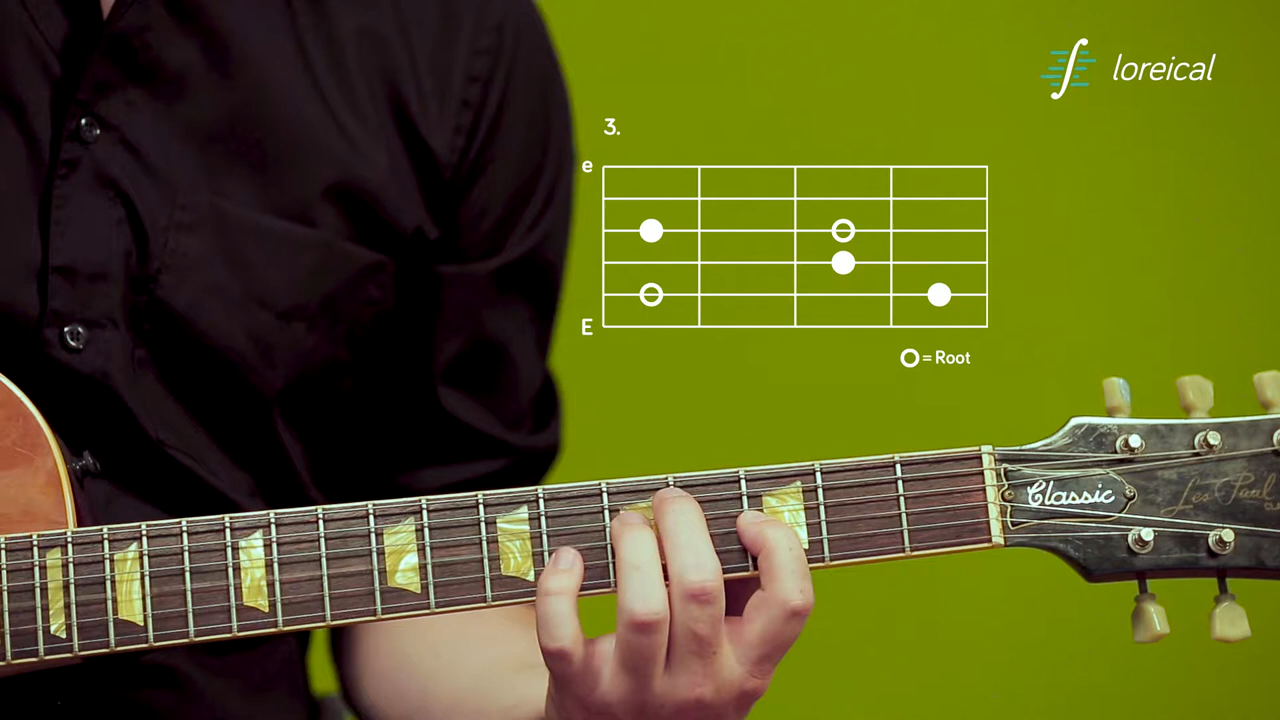 loreical
3.
e
E
= Root
Classic
Les Paul